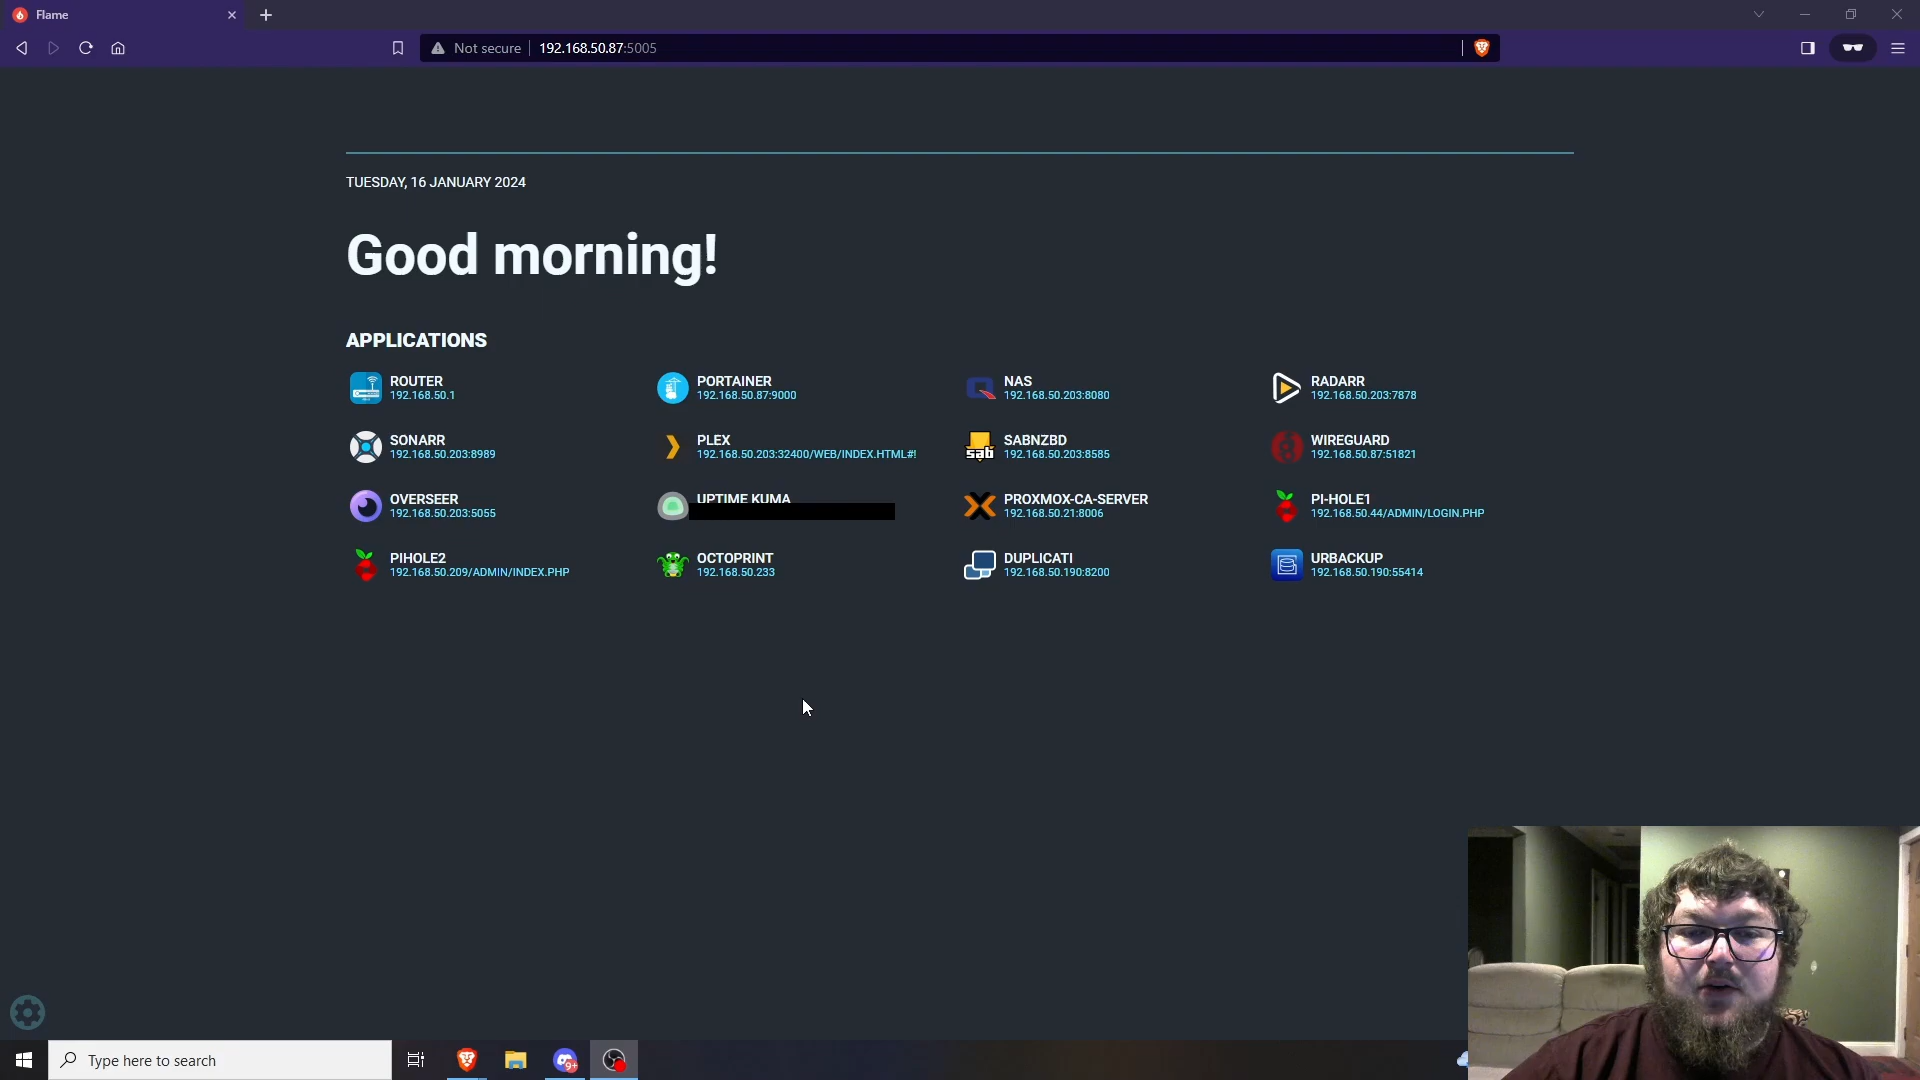 Flame
Not secure 192.168.50.87:5005
TUESDAY, 16 JANUARY 2024
Good morning!
APPLICATIONS
ROUTER
192.168.50.1
PORTAINER
192.168.50.87:9000
NAS
192.168.50.203:8080
RADARR
192.168.50.203:7878
SONARR
192.168.50.203:8989
PLEX
192.168.50.203:32400/WEB/INDEX.HTML#!
sab
SABNZBD
192.168.50.203:8585
WIREGUARD
192.168.50.87:51821
OVERSEER
192.168.50.203:5055
UPTIME KUMA
PROXMOX-CA-SERVER
192.168.50.21:8006
PI-HOLE1
192.168.50.44/ADMIN/LOGIN.PHP
PIHOLE2
192.168.50.209/ADMIN/INDEX.PHP
OCTOPRINT
192.168.50.233
DUPLICATI
192.168.50.190:8200
URBACKUP
192.168.50.190:55414
Type here to search
9+